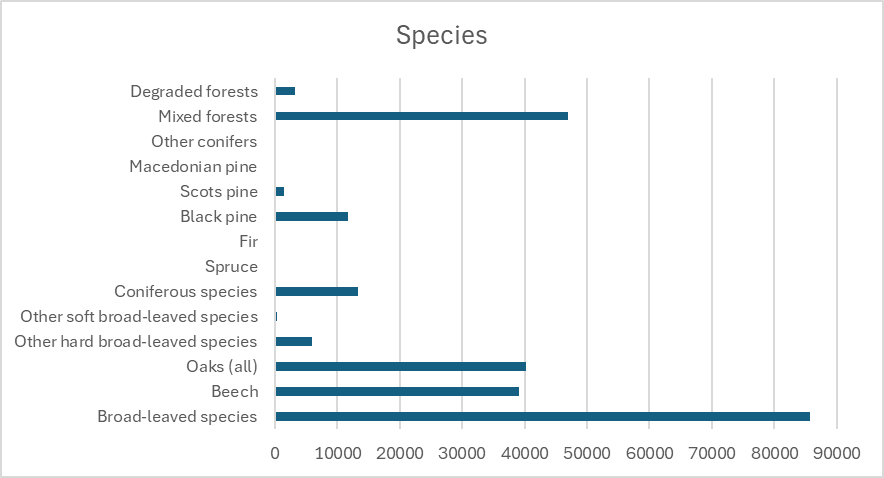 Species
Degraded forests
Mixed forests
Other conifers
Macedonian pine
Scots pine
Black pine
Fir
Spruce
Coniferous species
Other soft broad-leaved species
Other hard broad-leaved species
Oaks (all)
Beech
Broad-leaved species
0 10000 20000 30000 40000 50000 60000 70000 80000 90000